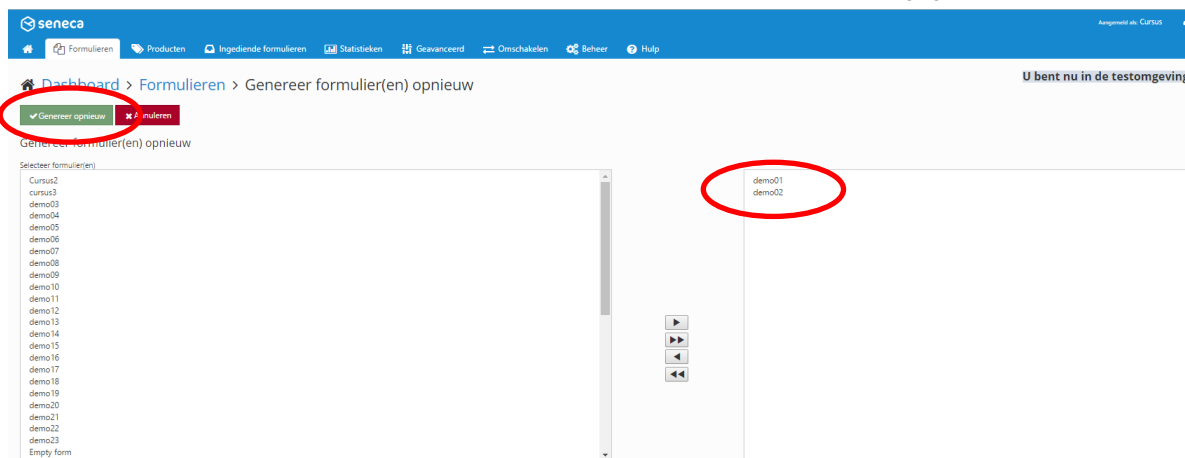 seneca
Aangemeld als: Cursus
Formulieren Producten Ingediende formulieren Statistieken Geavanceerd Omschakelen Beheer Hulp
Dashboard > Formulieren > Genereer formulier(en) opnieuw
U bent nu in de testomgeving
Genereer opnieuw Annuleren
Genereer formulier(en) opnieuw
Selecteer formulier(en)
Cursus2
cursus3
demo03
demo04
demo05
demo06
demo07
demo08
demo09
demo10
demo11
demo12
demo13
demo14
demo15
demo16
demo17
demo18
demo19
demo20
demo21
demo22
demo23
Empty form
demo01
demo02